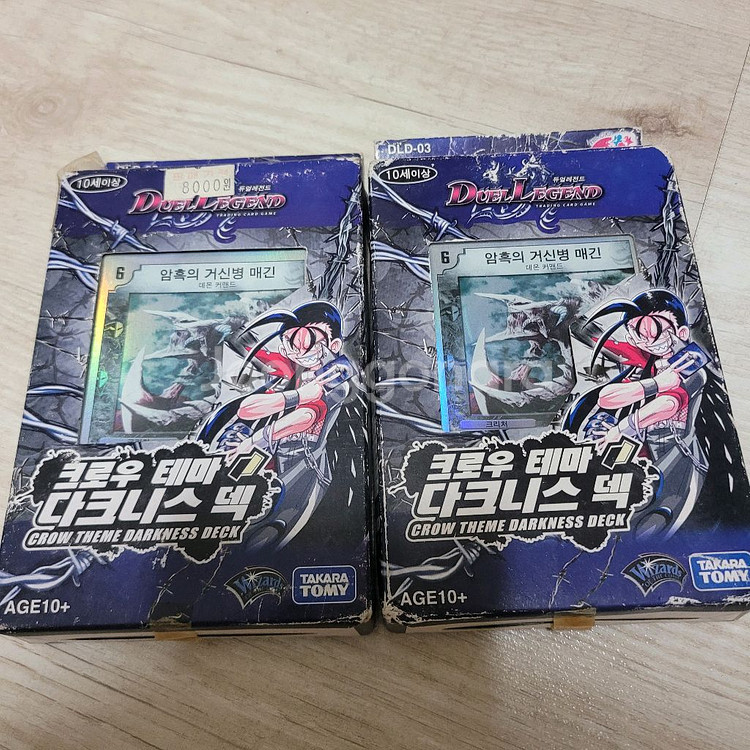 10세이상
8000원
듀얼레전드
DUEL LEGEND
TRADING CARD GAME
6
암흑의 거신병 매긴
데몬 커맨드
크로우 테마
다크니스 덱
CROW THEME DARKNESS DECK
AGE10+
Wizards
TAKARA
TOMY
DLD-03
10세이상
듀얼레전드
DUEL LEGEND
TRADING CARD GAME
6
암흑의 거신병 매긴
데몬 커맨드
크리처
크로우 테마
다크니스 덱
CROW THEME DARKNESS DECK
AGE10+
Wizards
TAKARA
TOMY